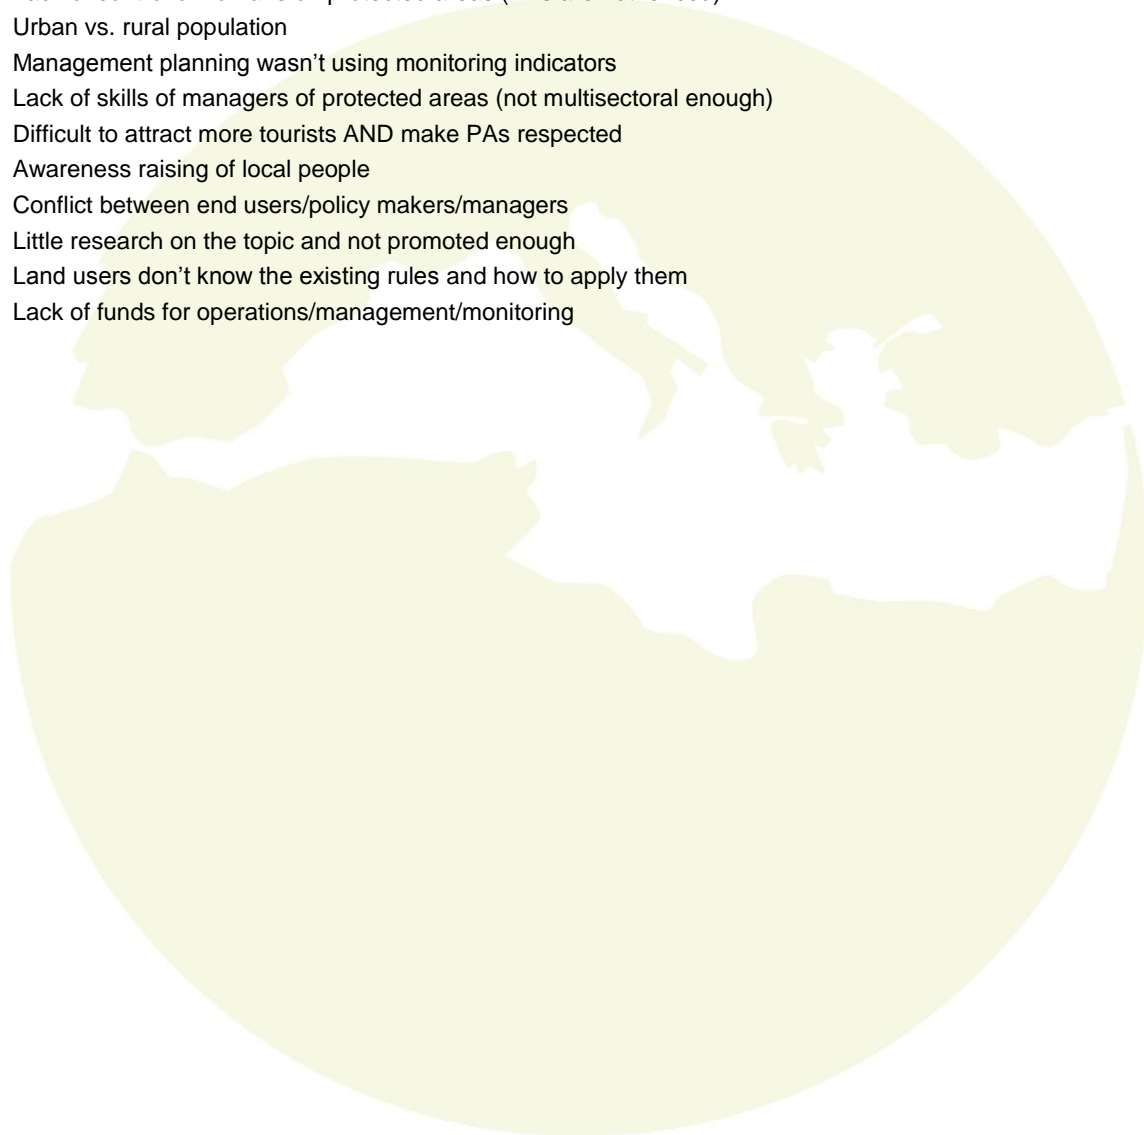 Urban vs. rural population
Management planning wasn’t using monitoring indicators
Lack of skills of managers of protected areas (not multisectoral enough)
Difficult to attract more tourists AND make PAs respected
Awareness raising of local people
Conflict between end users/policy makers/managers
Little research on the topic and not promoted enough
Land users don’t know the existing rules and how to apply them
Lack of funds for operations/management/monitoring